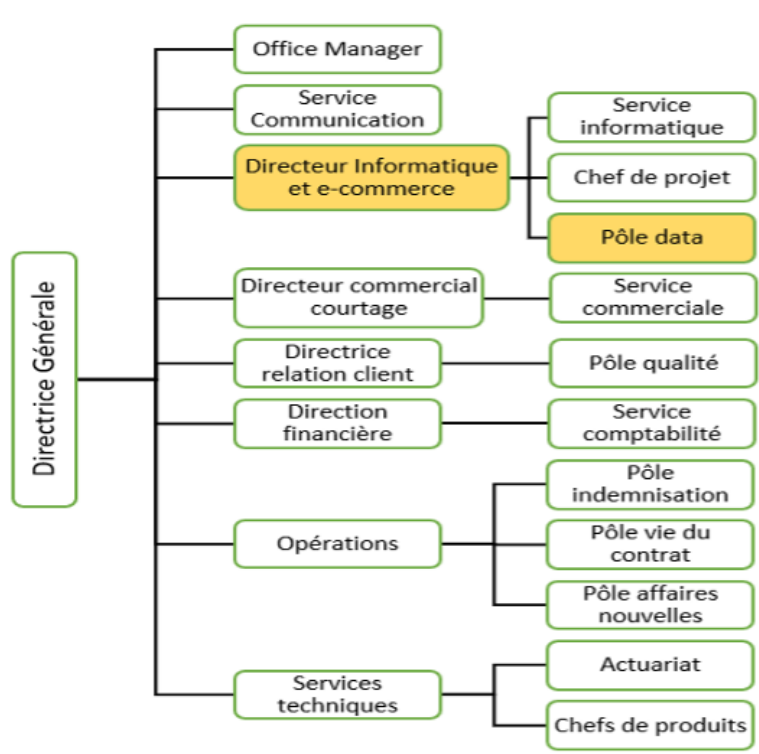 Directrice Générale
Office Manager
Service
Communication
Directeur Informatique
et e-commerce
Service
informatique
Chef de projet
Pôle data
Directeur commercial
courtage
Service
commerciale
Directrice
relation client
Pôle qualité
Direction
financière
Service
comptabilité
Opérations
Pôle
indemnisation
Pôle vie du
contrat
Pôle affaires
nouvelles
Services
techniques
Actuariat
Chefs de produits